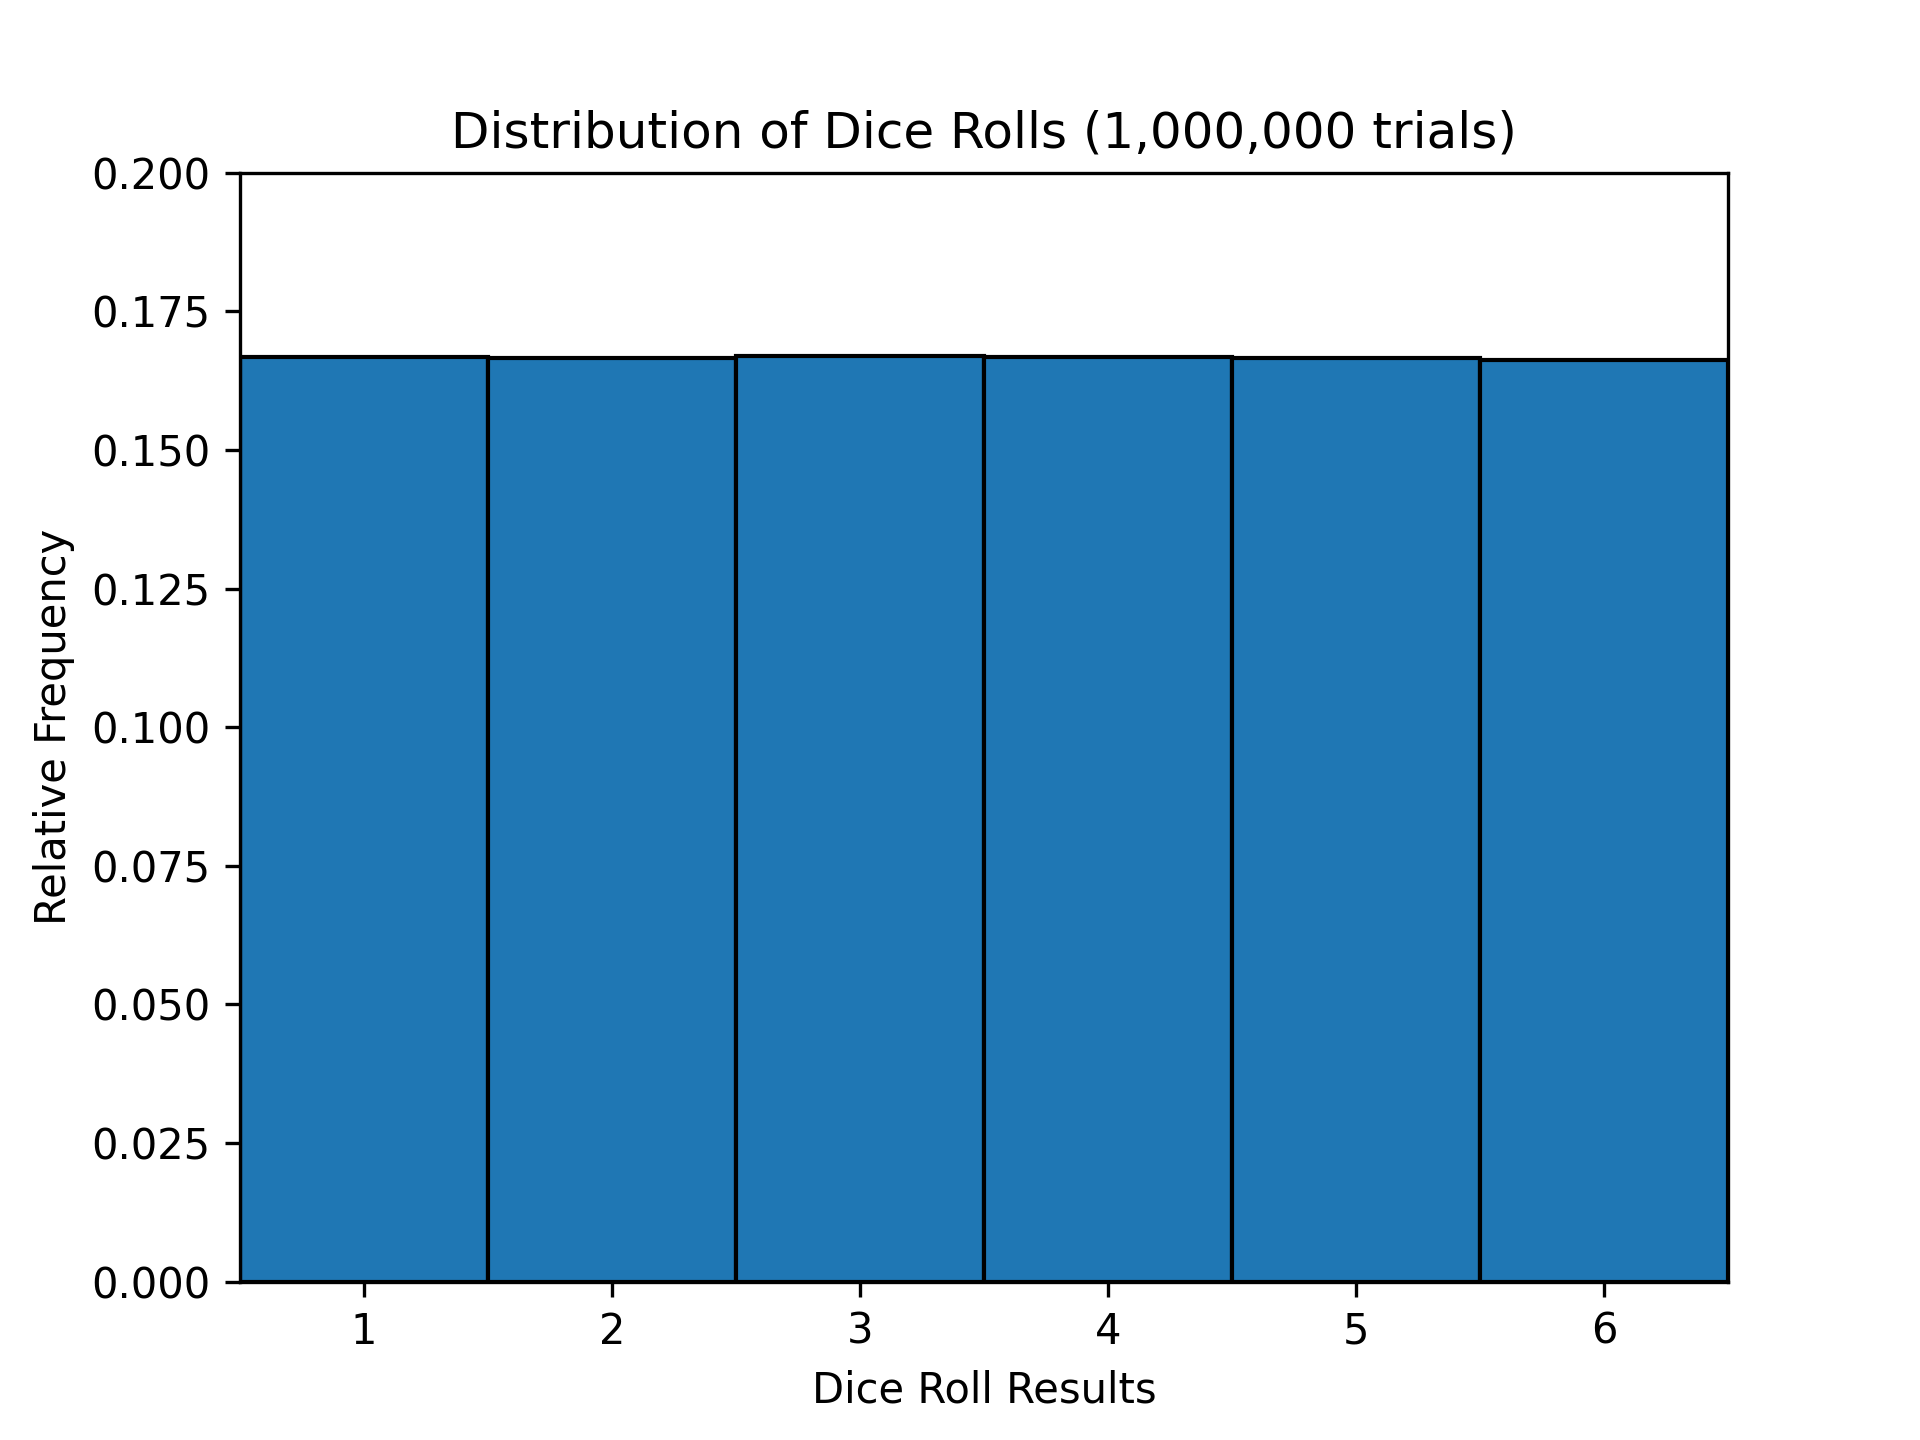 Distribution of Dice Rolls (1,000,000 trials)
0.200
0.175
0.150
0.125
0.100
0.075
0.050
0.025
0.000
Relative Frequency
1 2 3 4 5 6
Dice Roll Results